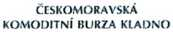 ČESKOMORAVSKÁ
KOMODITNÍ BURZA KLADNO